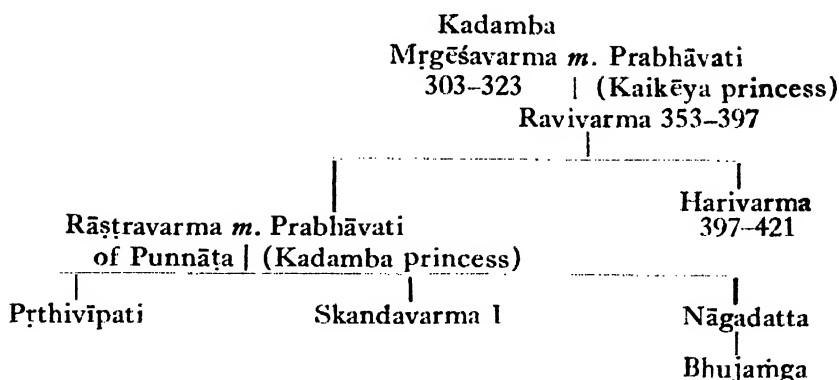 Kadamba
Mṛgēśavarma m. Prabhāvati
303–323 | (Kaikēya princess)
Ravivarma 353–397
Rāṣṭravarma m. Prabhāvati
of Punnāṭa | (Kadamba princess)
Harivarma
397–421
Pṛthivīpati Skandavarma I Nāgadatta
Bhujaṁga